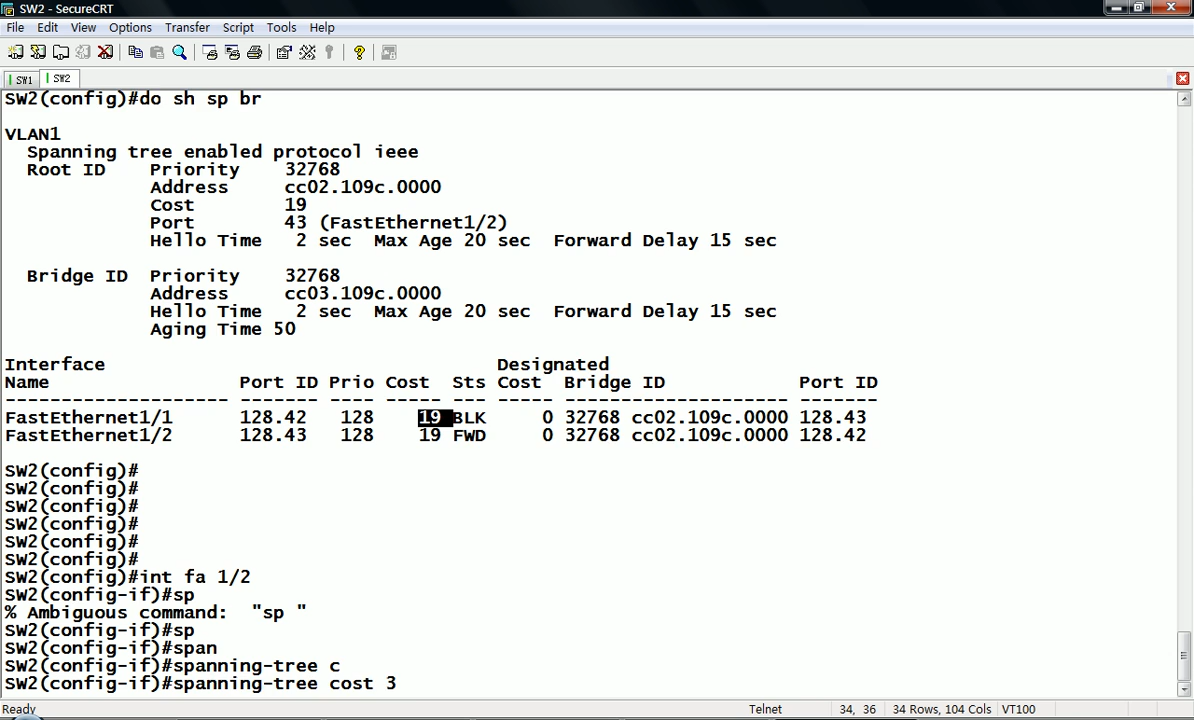 SW2 - SecureCRT
File Edit View Options Transfer Script Tools Help
SW1 SW2
SW2(config)#do sh sp br
VLAN1
Spanning tree enabled protocol ieee
Root ID Priority 32768
Address cc02.109c.0000
Cost 19
Port 43 (FastEthernet1/2)
Hello Time 2 sec Max Age 20 sec Forward Delay 15 sec
Bridge ID Priority 32768
Address cc03.109c.0000
Hello Time 2 sec Max Age 20 sec Forward Delay 15 sec
Aging Time 50
Interface Designated
Name Port ID Prio Cost Sts Cost Bridge ID Port ID
-------------------- ------- ---- ----- --- ----- -------------------- -------
FastEthernet1/1 128.42 128 19 BLK 0 32768 cc02.109c.0000 128.43
FastEthernet1/2 128.43 128 19 FWD 0 32768 cc02.109c.0000 128.42
SW2(config)#
SW2(config)#
SW2(config)#
SW2(config)#
SW2(config)#
SW2(config)#
SW2(config)#int fa 1/2
SW2(config-if)#sp
% Ambiguous command: "sp "
SW2(config-if)#sp
SW2(config-if)#span
SW2(config-if)#spanning-tree c
SW2(config-if)#spanning-tree cost 3
Ready Telnet 34, 36 34 Rows, 104 Cols VT100